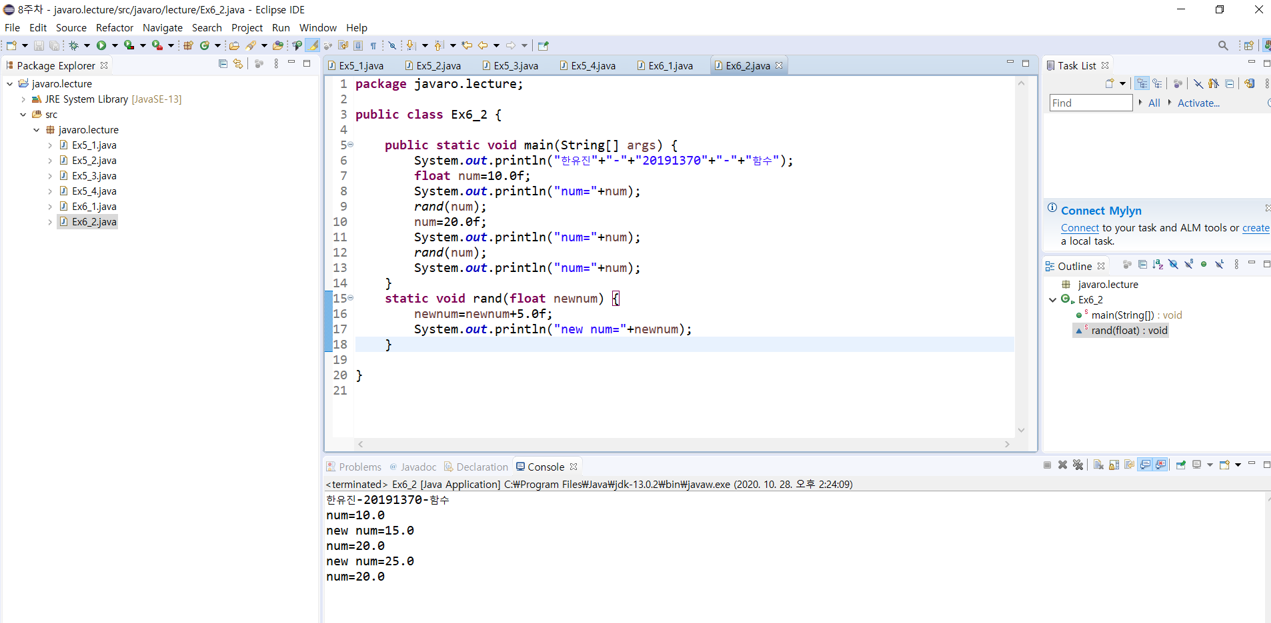 8주차 - javaro.lecture/src/javaro/lecture/Ex6_2.java - Eclipse IDE
File Edit Source Refactor Navigate Search Project Run Window Help
Package Explorer
javaro.lecture
JRE System Library [JavaSE-13]
src
javaro.lecture
Ex5_1.java
Ex5_2.java
Ex5_3.java
Ex5_4.java
Ex6_1.java
Ex6_2.java
Ex5_1.java Ex5_2.java Ex5_3.java Ex5_4.java Ex6_1.java Ex6_2.java
1 package javaro.lecture;
2
3 public class Ex6_2 {
4
5 public static void main(String[] args) {
6 System.out.println("한유진"+"-"+"20191370"+"-"+"함수");
7 float num=10.0f;
8 System.out.println("num="+num);
9 rand(num);
10 num=20.0f;
11 System.out.println("num="+num);
12 rand(num);
13 System.out.println("num="+num);
14 }
15 static void rand(float newnum) {
16 newnum=newnum+5.0f;
17 System.out.println("new num="+newnum);
18 }
19
20 }
21
Task List
Find All Activate...
Connect Mylyn
Connect to your task and ALM tools or create
a local task.
Outline
javaro.lecture
Ex6_2
main(String[]) : void
rand(float) : void
Problems Javadoc Declaration Console
<terminated> Ex6_2 [Java Application] C:₩Program Files₩Java₩jdk-13.0.2₩bin₩javaw.exe (2020. 10. 28. 오후 2:24:09)
한유진-20191370-함수
num=10.0
new num=15.0
num=20.0
new num=25.0
num=20.0